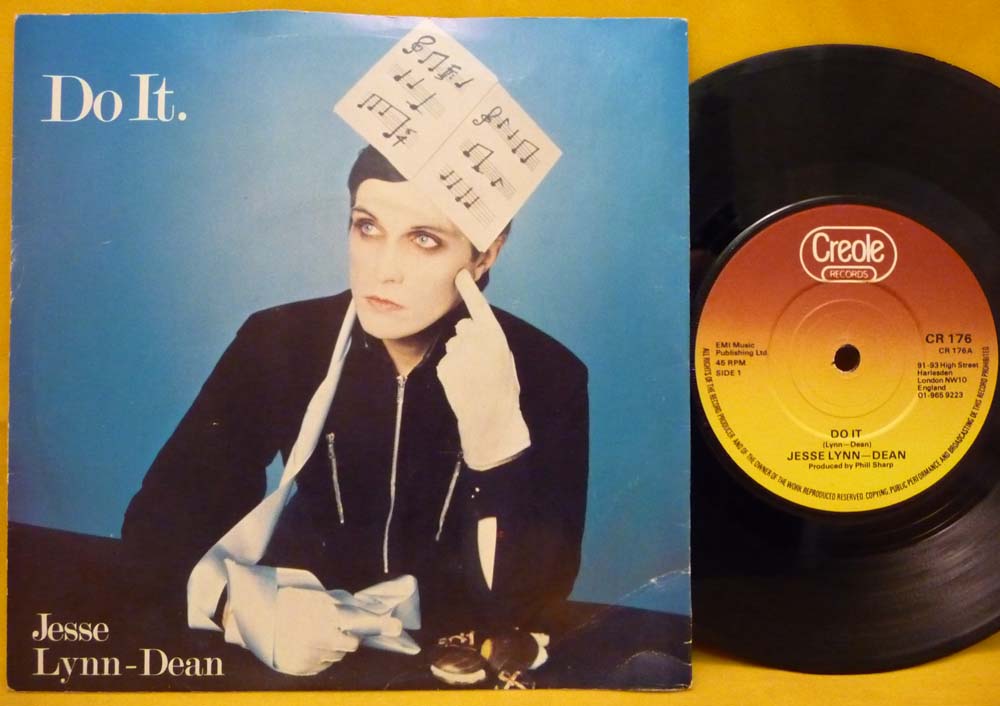 Do It.
Jesse
Lynn-Dean
Creole
RECORDS
EMI Music
Publishing Ltd.
45 RPM
SIDE 1
CR 176
CR 176A
91-93 High Street
Harlesden
London NW10
England
01-965 9223
DO IT
(Lynn-Dean)
JESSE LYNN-DEAN
Produced by Phill Sharp
ALL RIGHTS OF THE RECORD PRODUCER AND OF THE OWNER OF THE WORK REPRODUCED RESERVED. COPYING, PUBLIC PERFORMANCE AND BROADCASTING OF THIS RECORD PROHIBITED